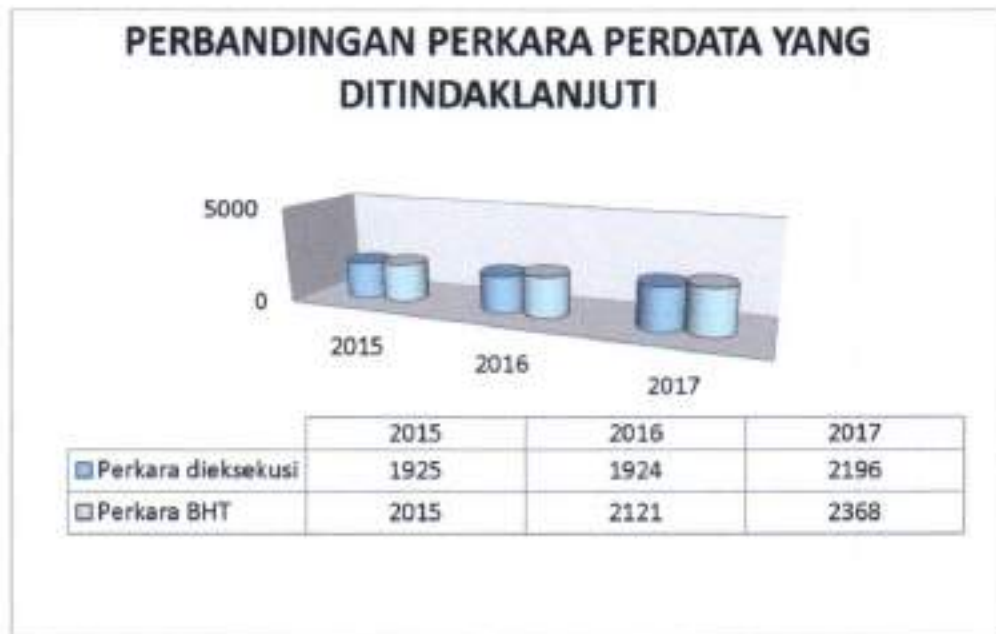 PERBANDINGAN PERKARA PERDATA YANG
DITINDAKLANJUTI
5000
0
2015
2016
2017
2015 2016 2017
Perkara dieksekusi 1925 1924 2196
Perkara BHT 2015 2121 2368